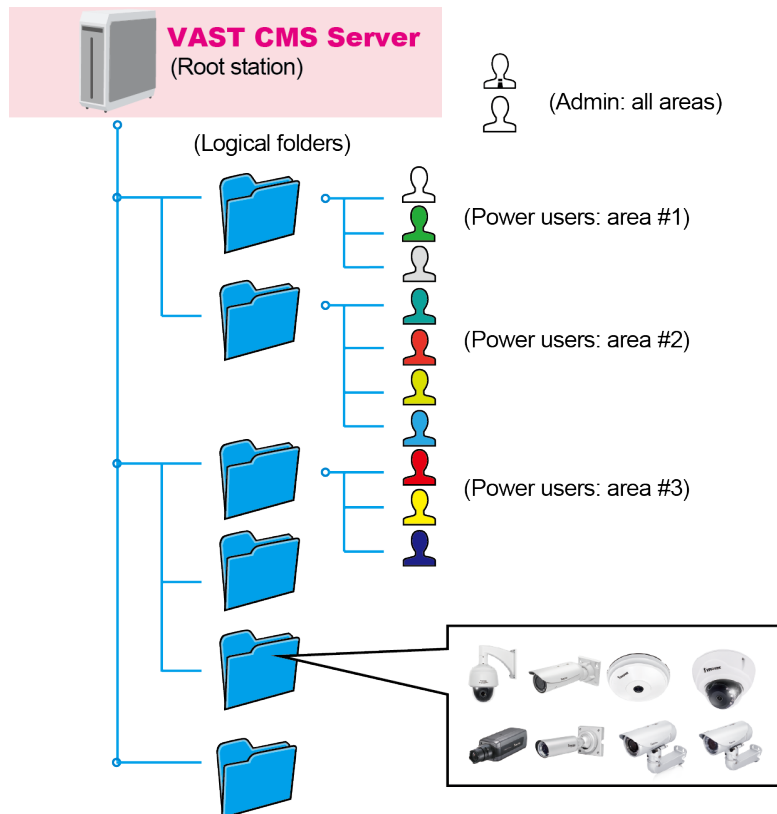 VAST CMS Server
(Root station)
(Admin: all areas)
(Logical folders)
(Power users: area #1)
(Power users: area #2)
(Power users: area #3)